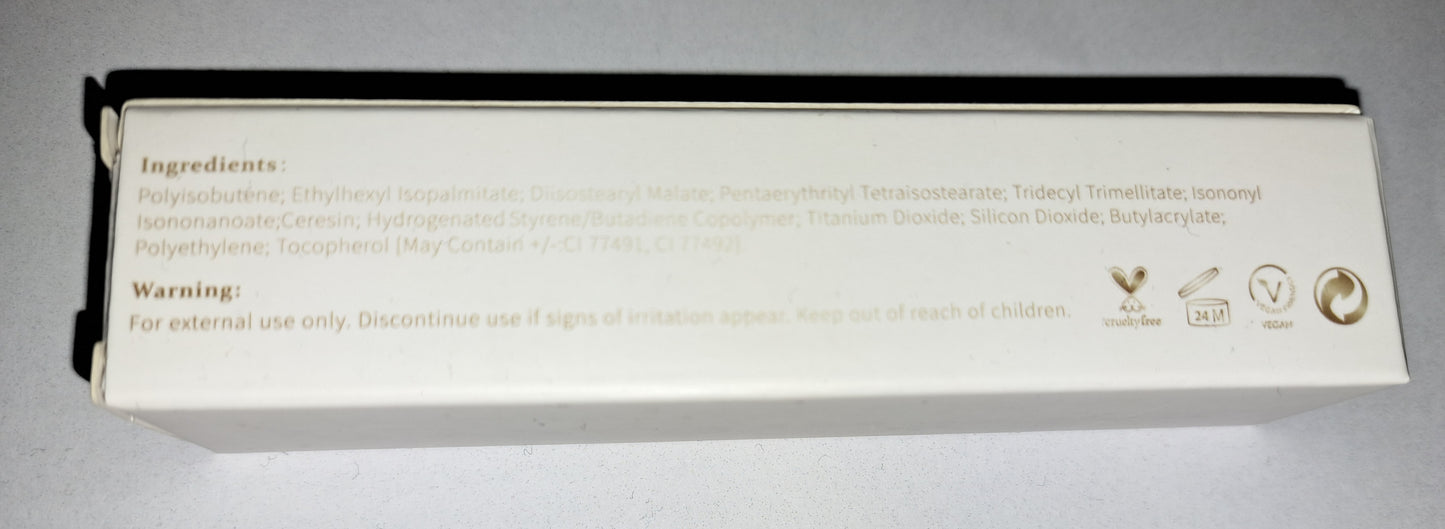 Ingredients:
Polyisobutene; Ethylhexyl Isopalmitate; Diisostearyl Malate; Pentaerythrityl Tetraisostearate; Tridecyl Trimellitate; Isononyl
Isononanoate;Ceresin; Hydrogenated Styrene/Butadiene Copolymer; Titanium Dioxide; Silicon Dioxide; Butylacrylate;
Polyethylene; Tocopherol [May Contain +/-:CI 77491, CI 77492]
Warning:
For external use only. Discontinue use if signs of irritation appear. Keep out of reach of children.
crueltyfree
24 M
V
VEGAN